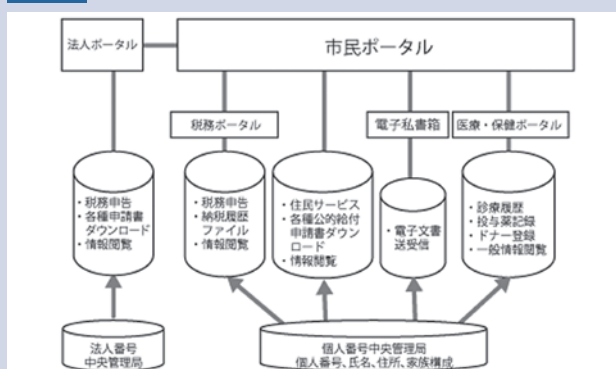 法人ポータル
市民ポータル
税務ポータル
電子私書箱
医療・保健ポータル
・税務申告
・各種申請書
ダウンロード
・情報閲覧
・税務申告
・納税履歴
ファイル
・情報閲覧
・住民サービス
・各種公的給付
申請書ダウン
ロード
・情報閲覧
・電子文書
送受信
・診療履歴
・投与薬記録
・ドナー登録
・一般情報閲覧
法人番号
中央管理局
個人番号中央管理局
個人番号、氏名、住所、家族構成